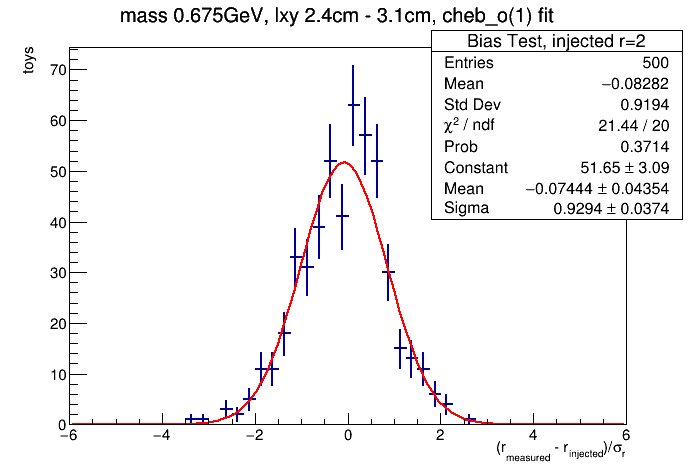 mass 0.675GeV, lxy 2.4cm - 3.1cm, cheb_o(1) fit
Bias Test, injected r=2
Entries 500
Mean −0.08282
Std Dev 0.9194
χ² / ndf 21.44 / 20
Prob 0.3714
Constant 51.65 ± 3.09
Mean −0.07444 ± 0.04354
Sigma 0.9294 ± 0.0374
toys
70
60
50
40
30
20
10
0
−6 −4 −2 0 2 4 6
(r_measured - r_injected)/σ_r